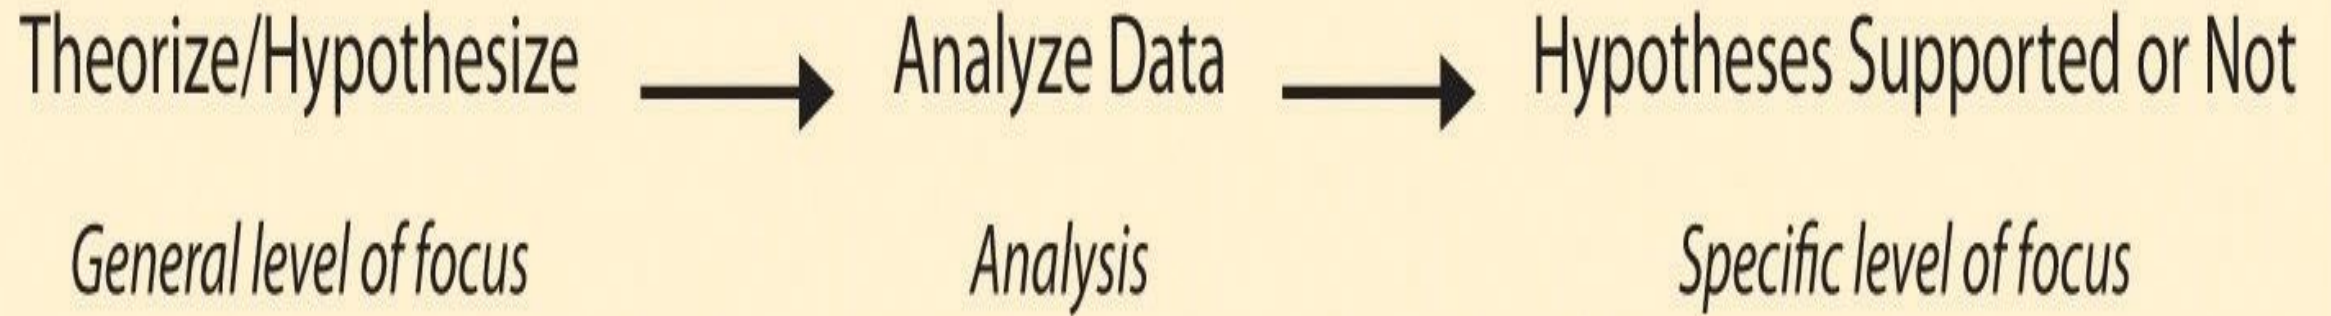 Theorize/Hypothesize Analyze Data Hypotheses Supported or Not
General level of focus Analysis Specific level of focus